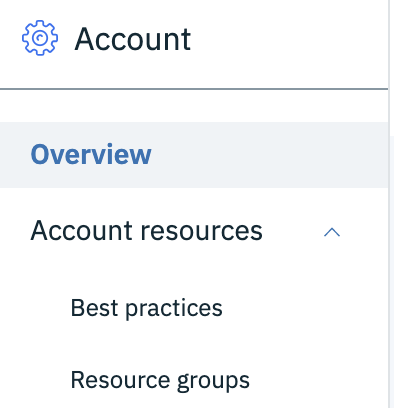 Account
Overview
Account resources
Best practices
Resource groups